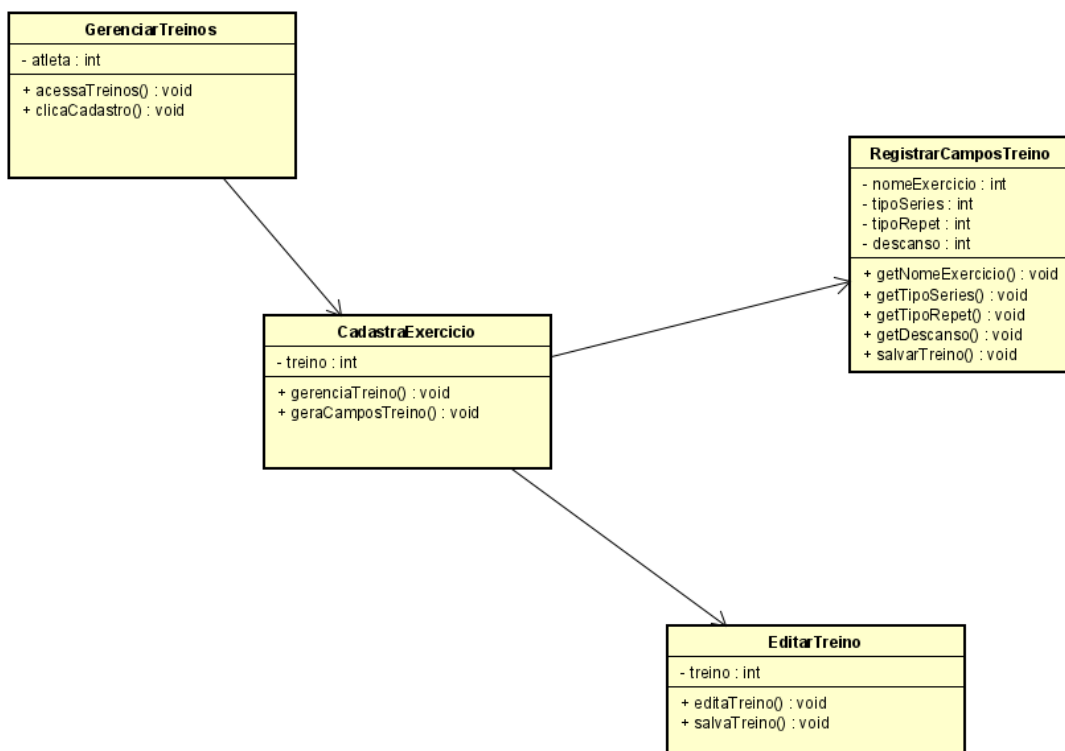 GerenciarTreinos
- atleta : int
+ acessaTreinos() : void
+ clicaCadastro() : void
RegistrarCamposTreino
- nomeExercicio : int
- tipoSeries : int
- tipoRepet : int
- descanso : int
+ getNomeExercicio() : void
+ getTipoSeries() : void
+ getTipoRepet() : void
+ getDescanso() : void
+ salvarTreino() : void
CadastraExercicio
- treino : int
+ gerenciaTreino() : void
+ geraCamposTreino() : void
EditarTreino
- treino : int
+ editaTreino() : void
+ salvaTreino() : void